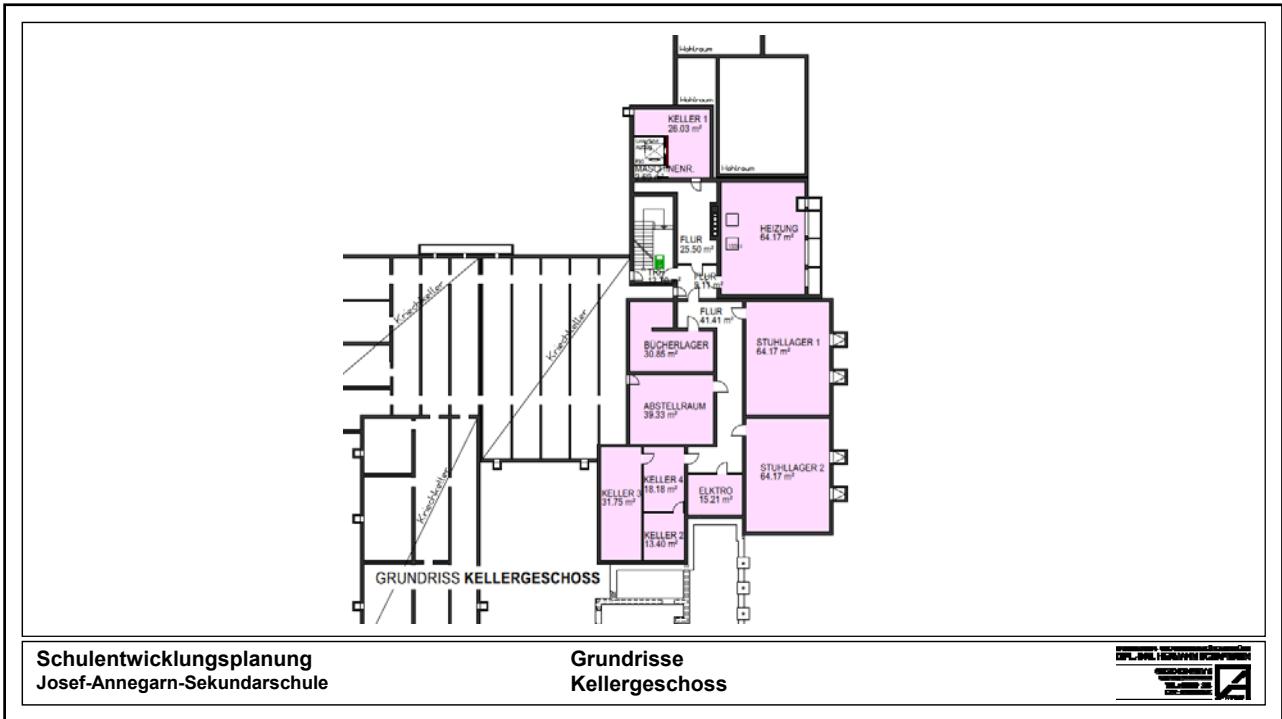 Hohlraum
Hohlraum
KELLER 1
26.03 m²
MASCHINENR.
Hohlraum
HEIZUNG
64.17 m²
FLUR
25.50 m²
FLUR
9.11 m²
FLUR
41.41 m²
Kriechkeller
Kriechkeller
BÜCHERLAGER
30.85 m²
STUHLLAGER 1
64.17 m²
ABSTELLRAUM
39.33 m²
STUHLLAGER 2
64.17 m²
KELLER 4
18.18 m²
KELLER 3
31.75 m²
ELKTRO
15.21 m²
Kriechkeller
KELLER 2
13.40 m²
GRUNDRISS KELLERGESCHOSS
Schulentwicklungsplanung
Josef-Annegarn-Sekundarschule
Grundrisse
Kellergeschoss